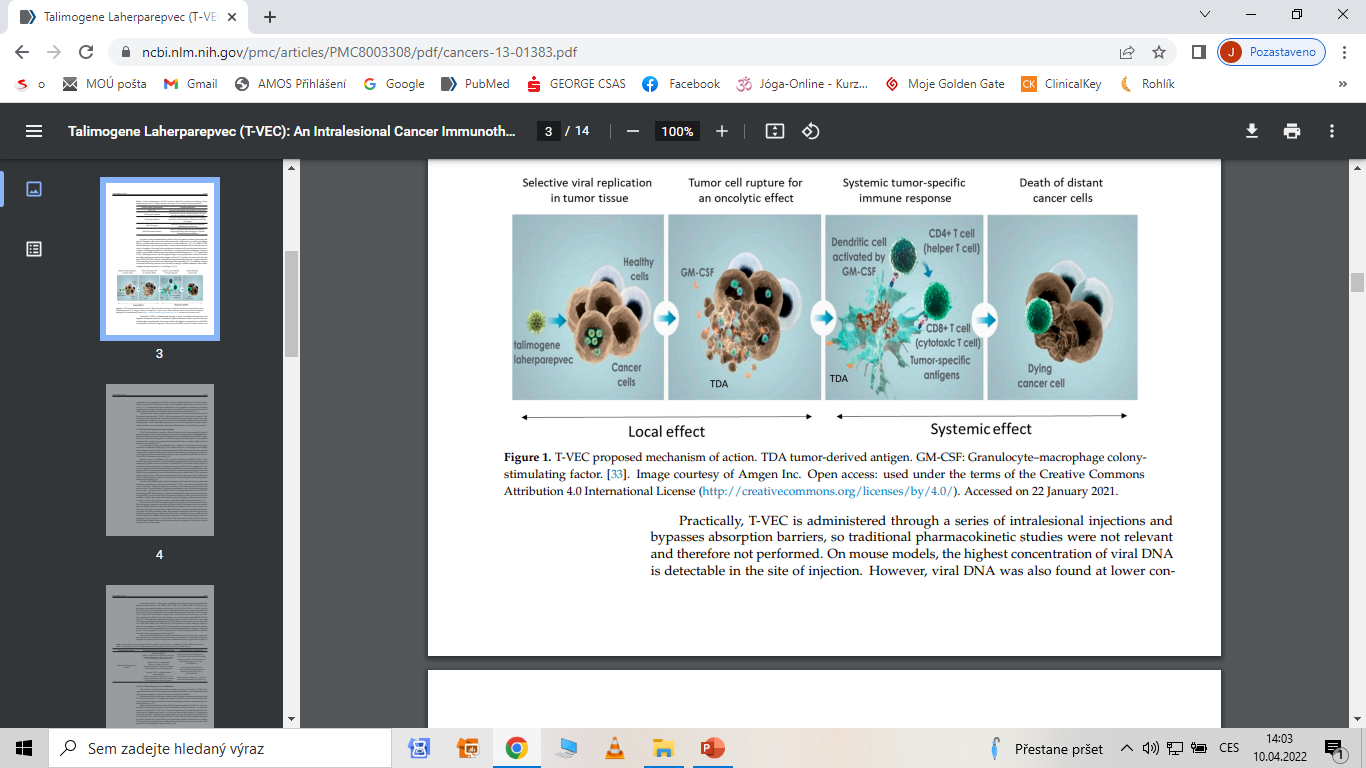 Talimogene Laherparepvec (T-VE
ncbi.nlm.nih.gov/pmc/articles/PMC8003308/pdf/cancers-13-01383.pdf
J Pozastaveno
o MOÚ pošta Gmail AMOS Přihlášení Google PubMed GEORGE CSAS Facebook Jóga-Online - Kurz... Moje Golden Gate CK ClinicalKey Rohlík »
Talimogene Laherparepvec (T-VEC): An Intralesional Cancer Immunoth... 3 / 14 100%
3
4
Selective viral replication
in tumor tissue
Tumor cell rupture for
an oncolytic effect
Systemic tumor-specific
immune response
Death of distant
cancer cells
Healthy
cells
talimogene
laherparepvec
Cancer
cells
GM-CSF
TDA
Dendritic cell
activated by
GM-CSF
CD4+ T cell
(helper T cell)
CD8+ T cell
(cytotoxic T cell)
Tumor-specific
antigens
TDA
Dying
cancer cell
Local effect
Systemic effect
Figure 1. T-VEC proposed mechanism of action. TDA tumor-derived antigen. GM-CSF: Granulocyte–macrophage colony-
stimulating factor. [33]. Image courtesy of Amgen Inc. Open access: used under the terms of the Creative Commons
Attribution 4.0 International License (http://creativecommons.org/licenses/by/4.0/). Accessed on 22 January 2021.
Practically, T-VEC is administered through a series of intralesional injections and
bypasses absorption barriers, so traditional pharmacokinetic studies were not relevant
and therefore not performed. On mouse models, the highest concentration of viral DNA
is detectable in the site of injection. However, viral DNA was also found at lower con-
Sem zadejte hledaný výraz
Přestane pršet
CES
14:03
10.04.2022
1